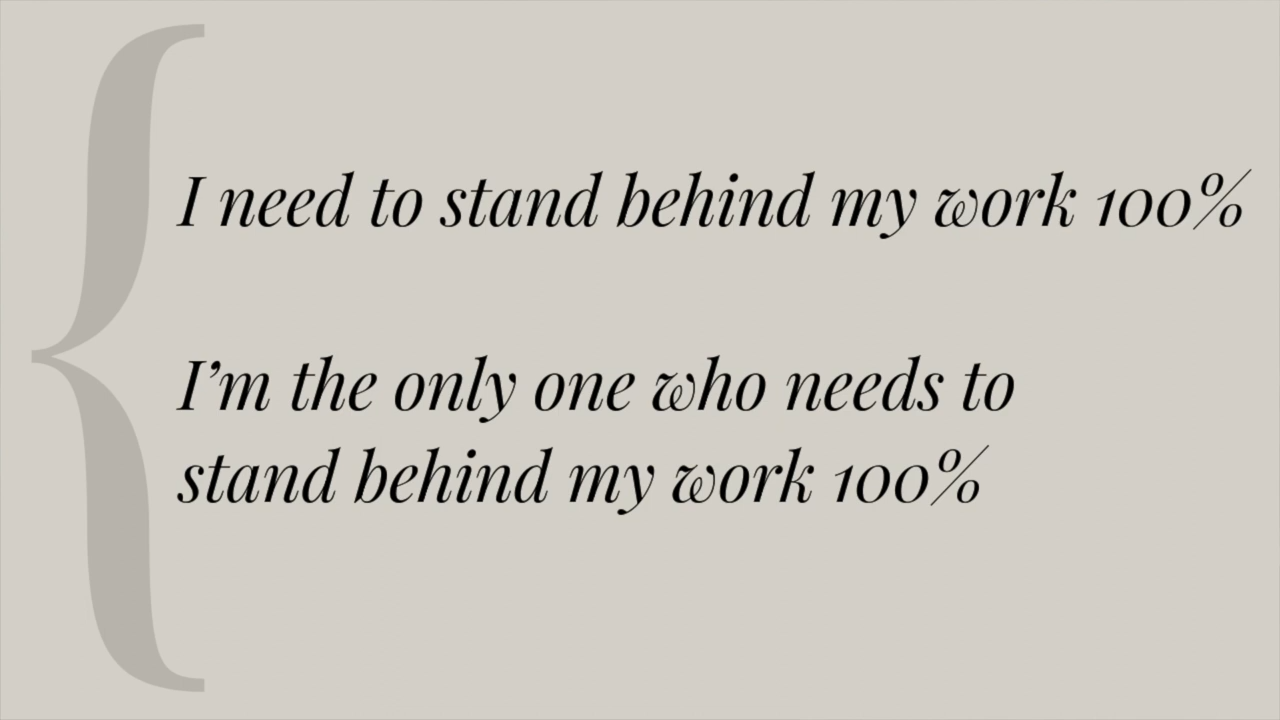 I need to stand behind my work 100%
I’m the only one who needs to
stand behind my work 100%